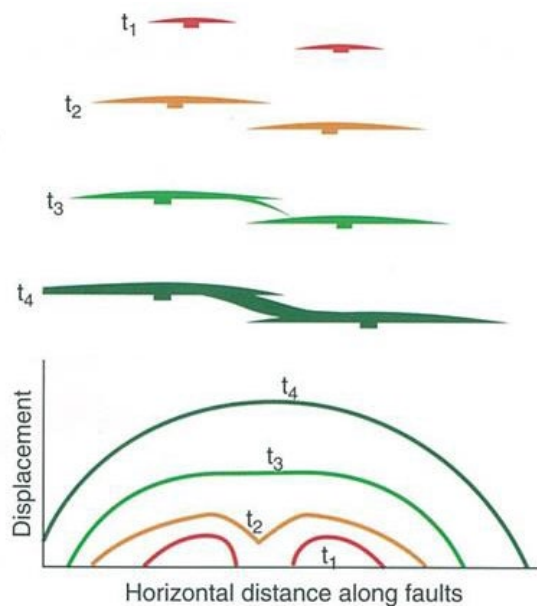 t1
t2
t3
t4
Displacement
t4
t3
t2
t1
Horizontal distance along faults